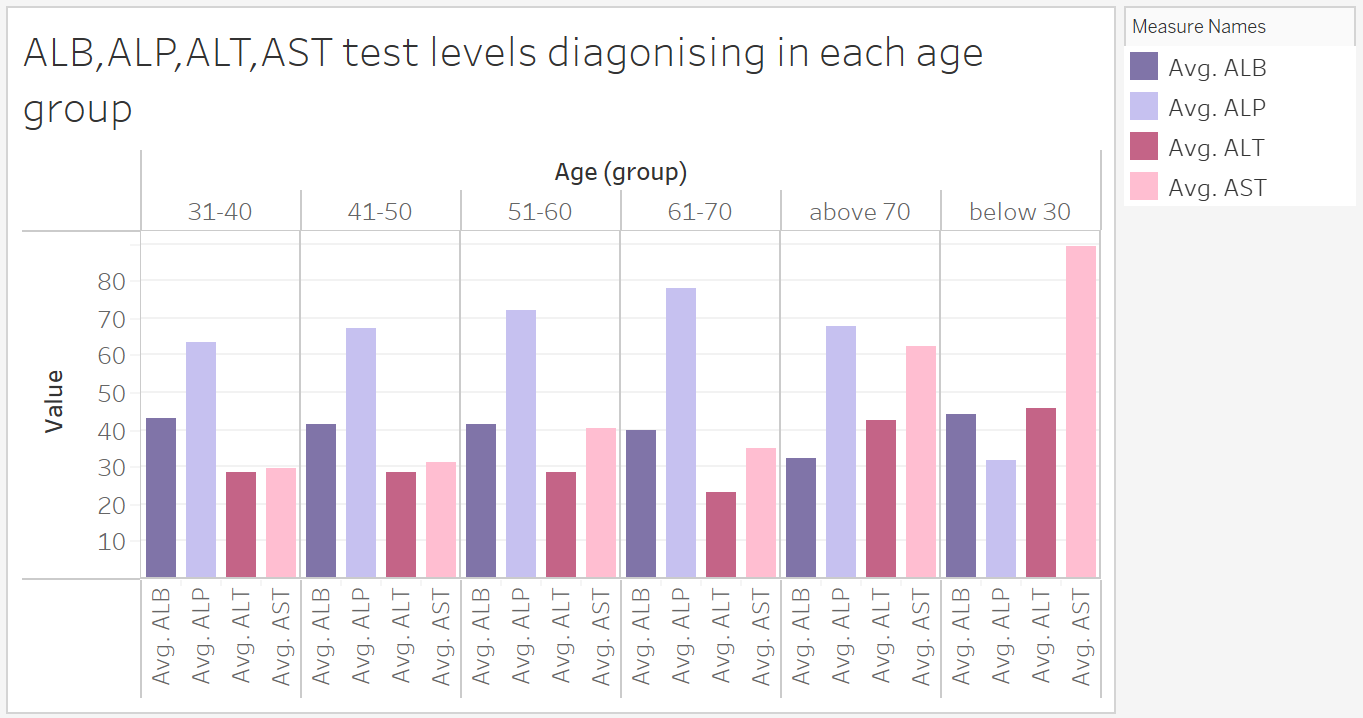 ALB,ALP,ALT,AST test levels diagonising in each age
group
Age (group)
31-40 41-50 51-60 61-70 above 70 below 30
Value
80
70
60
50
40
30
20
10
Avg. ALB Avg. ALP Avg. ALT Avg. AST Avg. ALB Avg. ALP Avg. ALT Avg. AST Avg. ALB Avg. ALP Avg. ALT Avg. AST Avg. ALB Avg. ALP Avg. ALT Avg. AST Avg. ALB Avg. ALP Avg. ALT Avg. AST Avg. ALB Avg. ALP Avg. ALT Avg. AST
Measure Names
Avg. ALB
Avg. ALP
Avg. ALT
Avg. AST